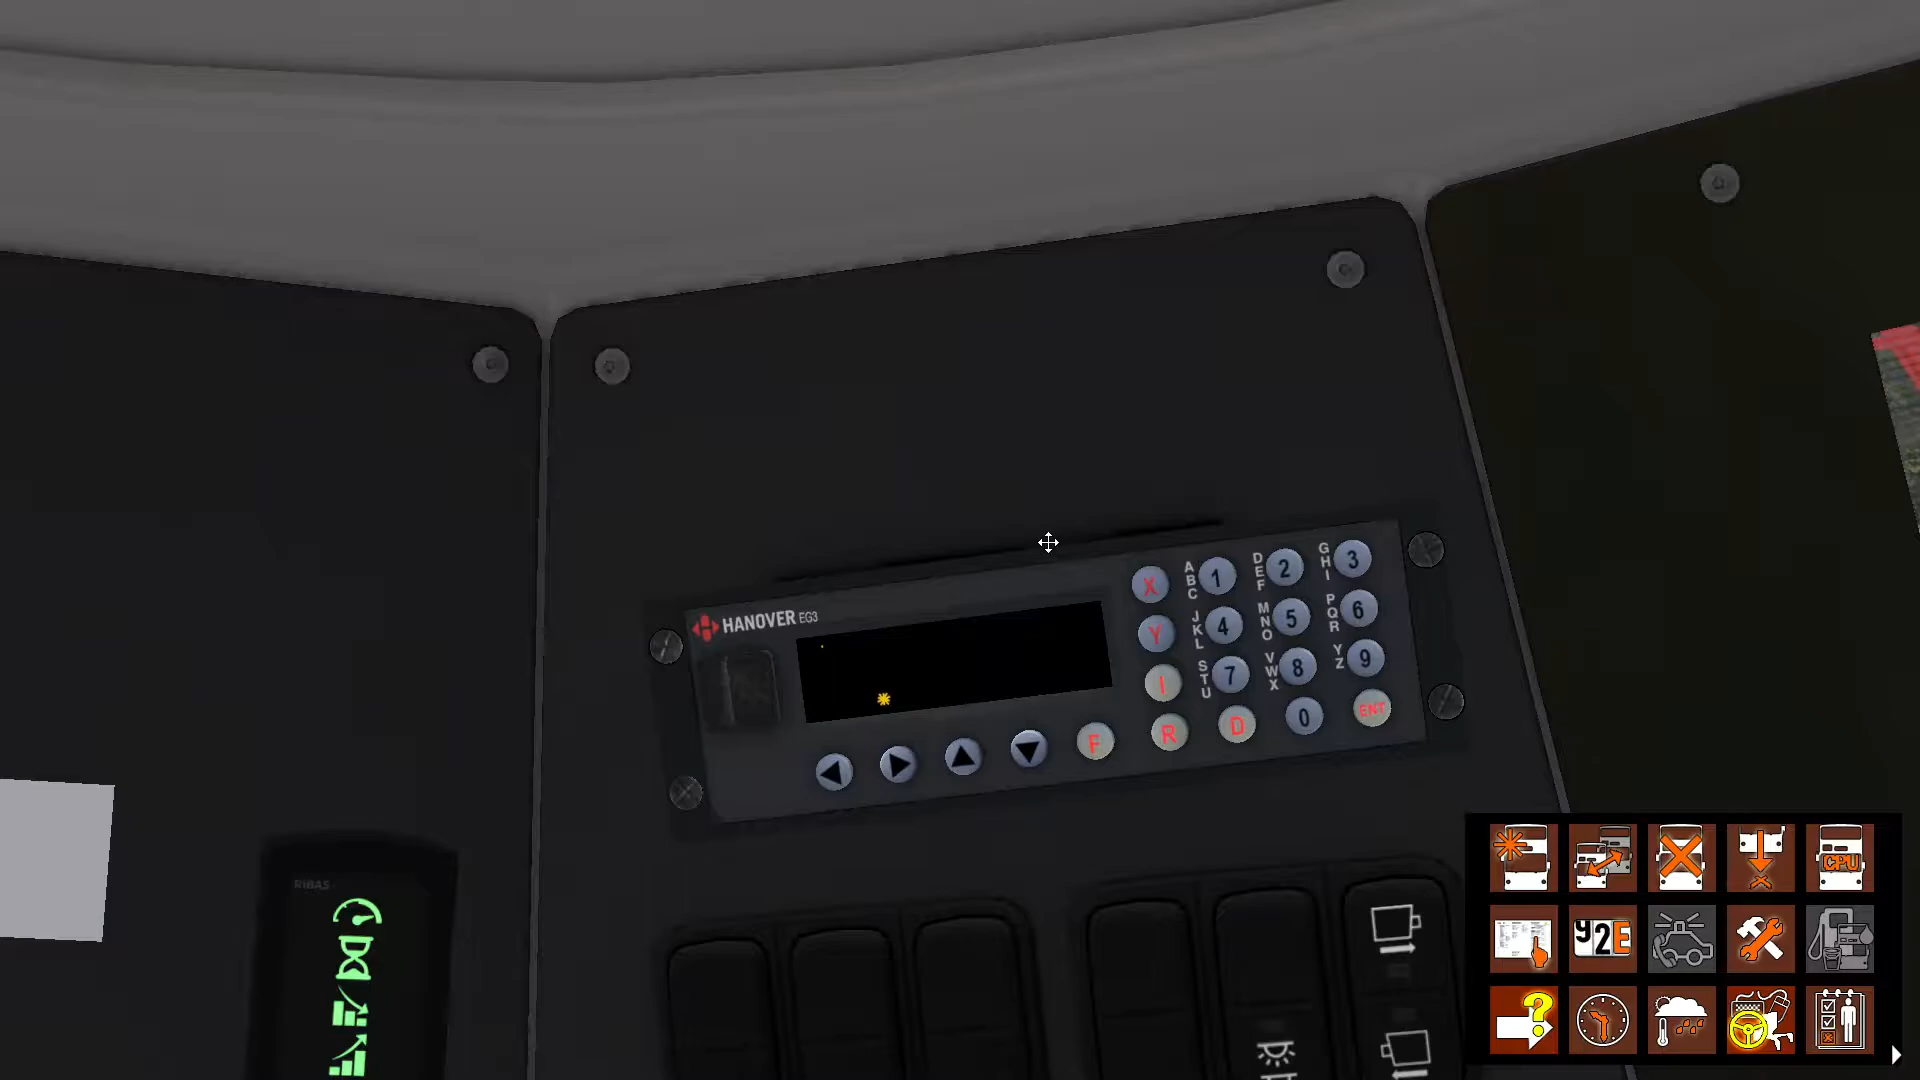 HANOVER EG3
X ABC 1 DEF 2 GHI 3
Y JKL 4 MNO 5 PQR 6
I STU 7 VWX 8 YZ 9
F R D 0 ENT
RIBAS
CPU
92E
?